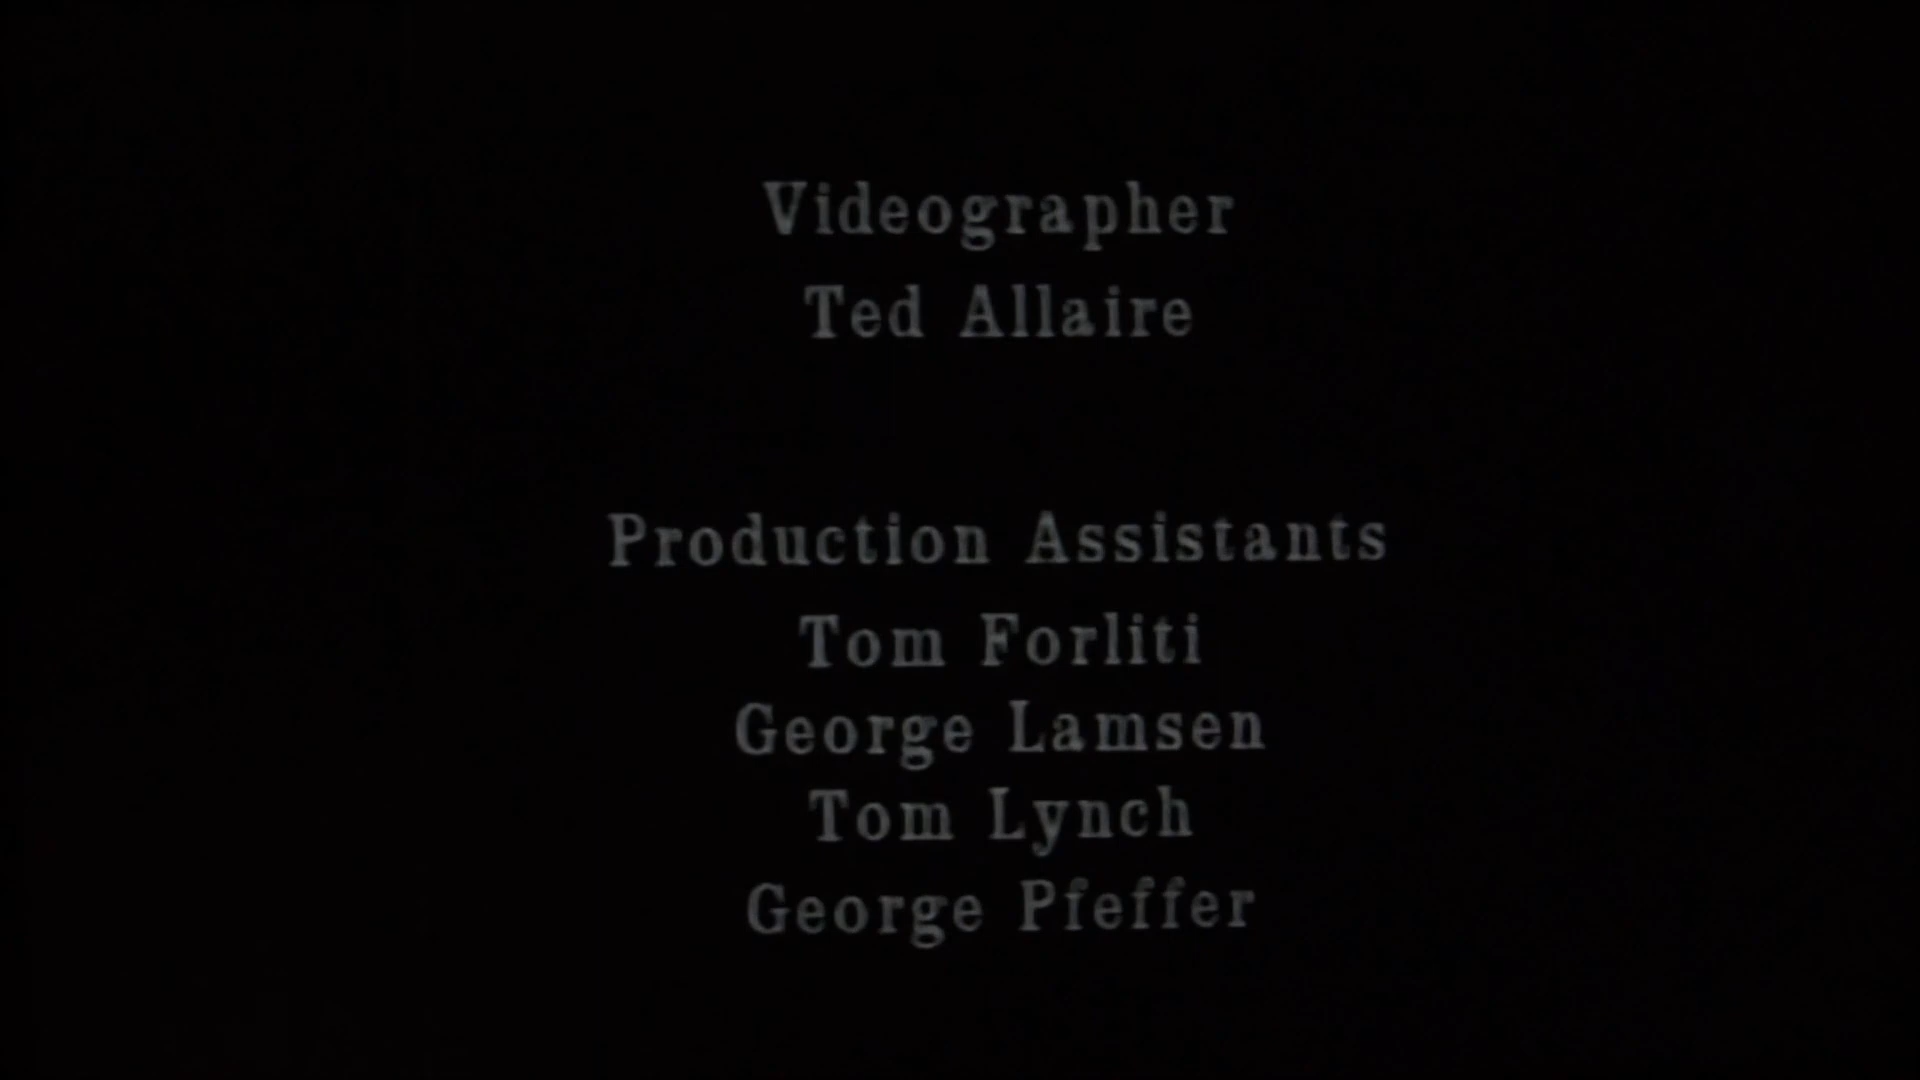 Videographer
Ted Allaire
Production Assistants
Tom Forliti
George Lamsen
Tom Lynch
George Pfeffer